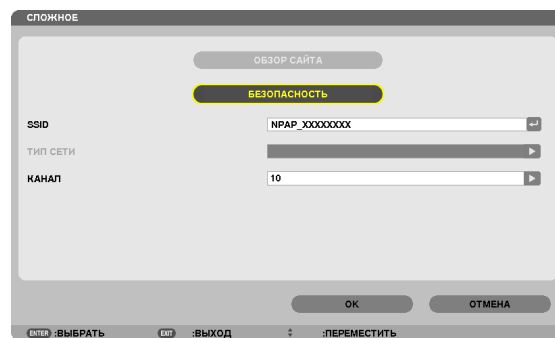 СЛОЖНОЕ
ОБЗОР САЙТА
БЕЗОПАСНОСТЬ
SSID NPAP_XXXXXXXX
ТИП СЕТИ
КАНАЛ 10
OK ОТМЕНА
ENTER :ВЫБРАТЬ EXIT :ВЫХОД :ПЕРЕМЕСТИТЬ